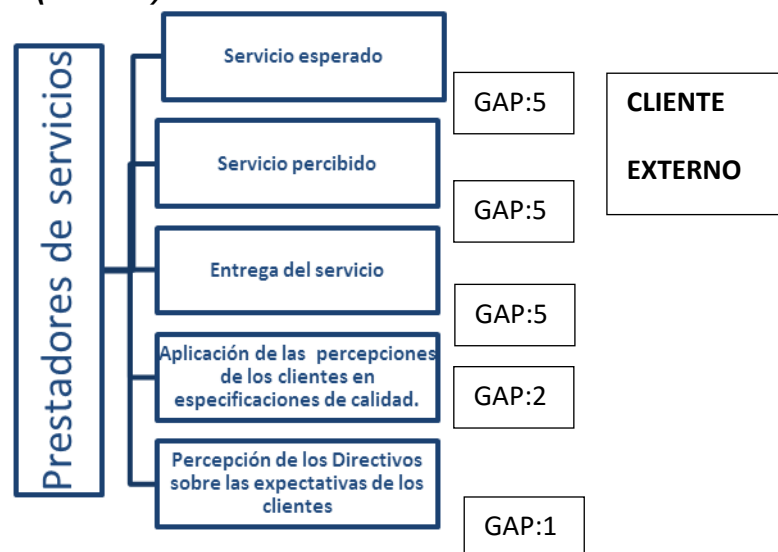 Prestadores de servicios
Servicio esperado
GAP:5
CLIENTE
EXTERNO
Servicio percibido
GAP:5
Entrega del servicio
GAP:5
Aplicación de las percepciones
de los clientes en
especificaciones de calidad.
GAP:2
Percepción de los Directivos
sobre las expectativas de los
clientes
GAP:1